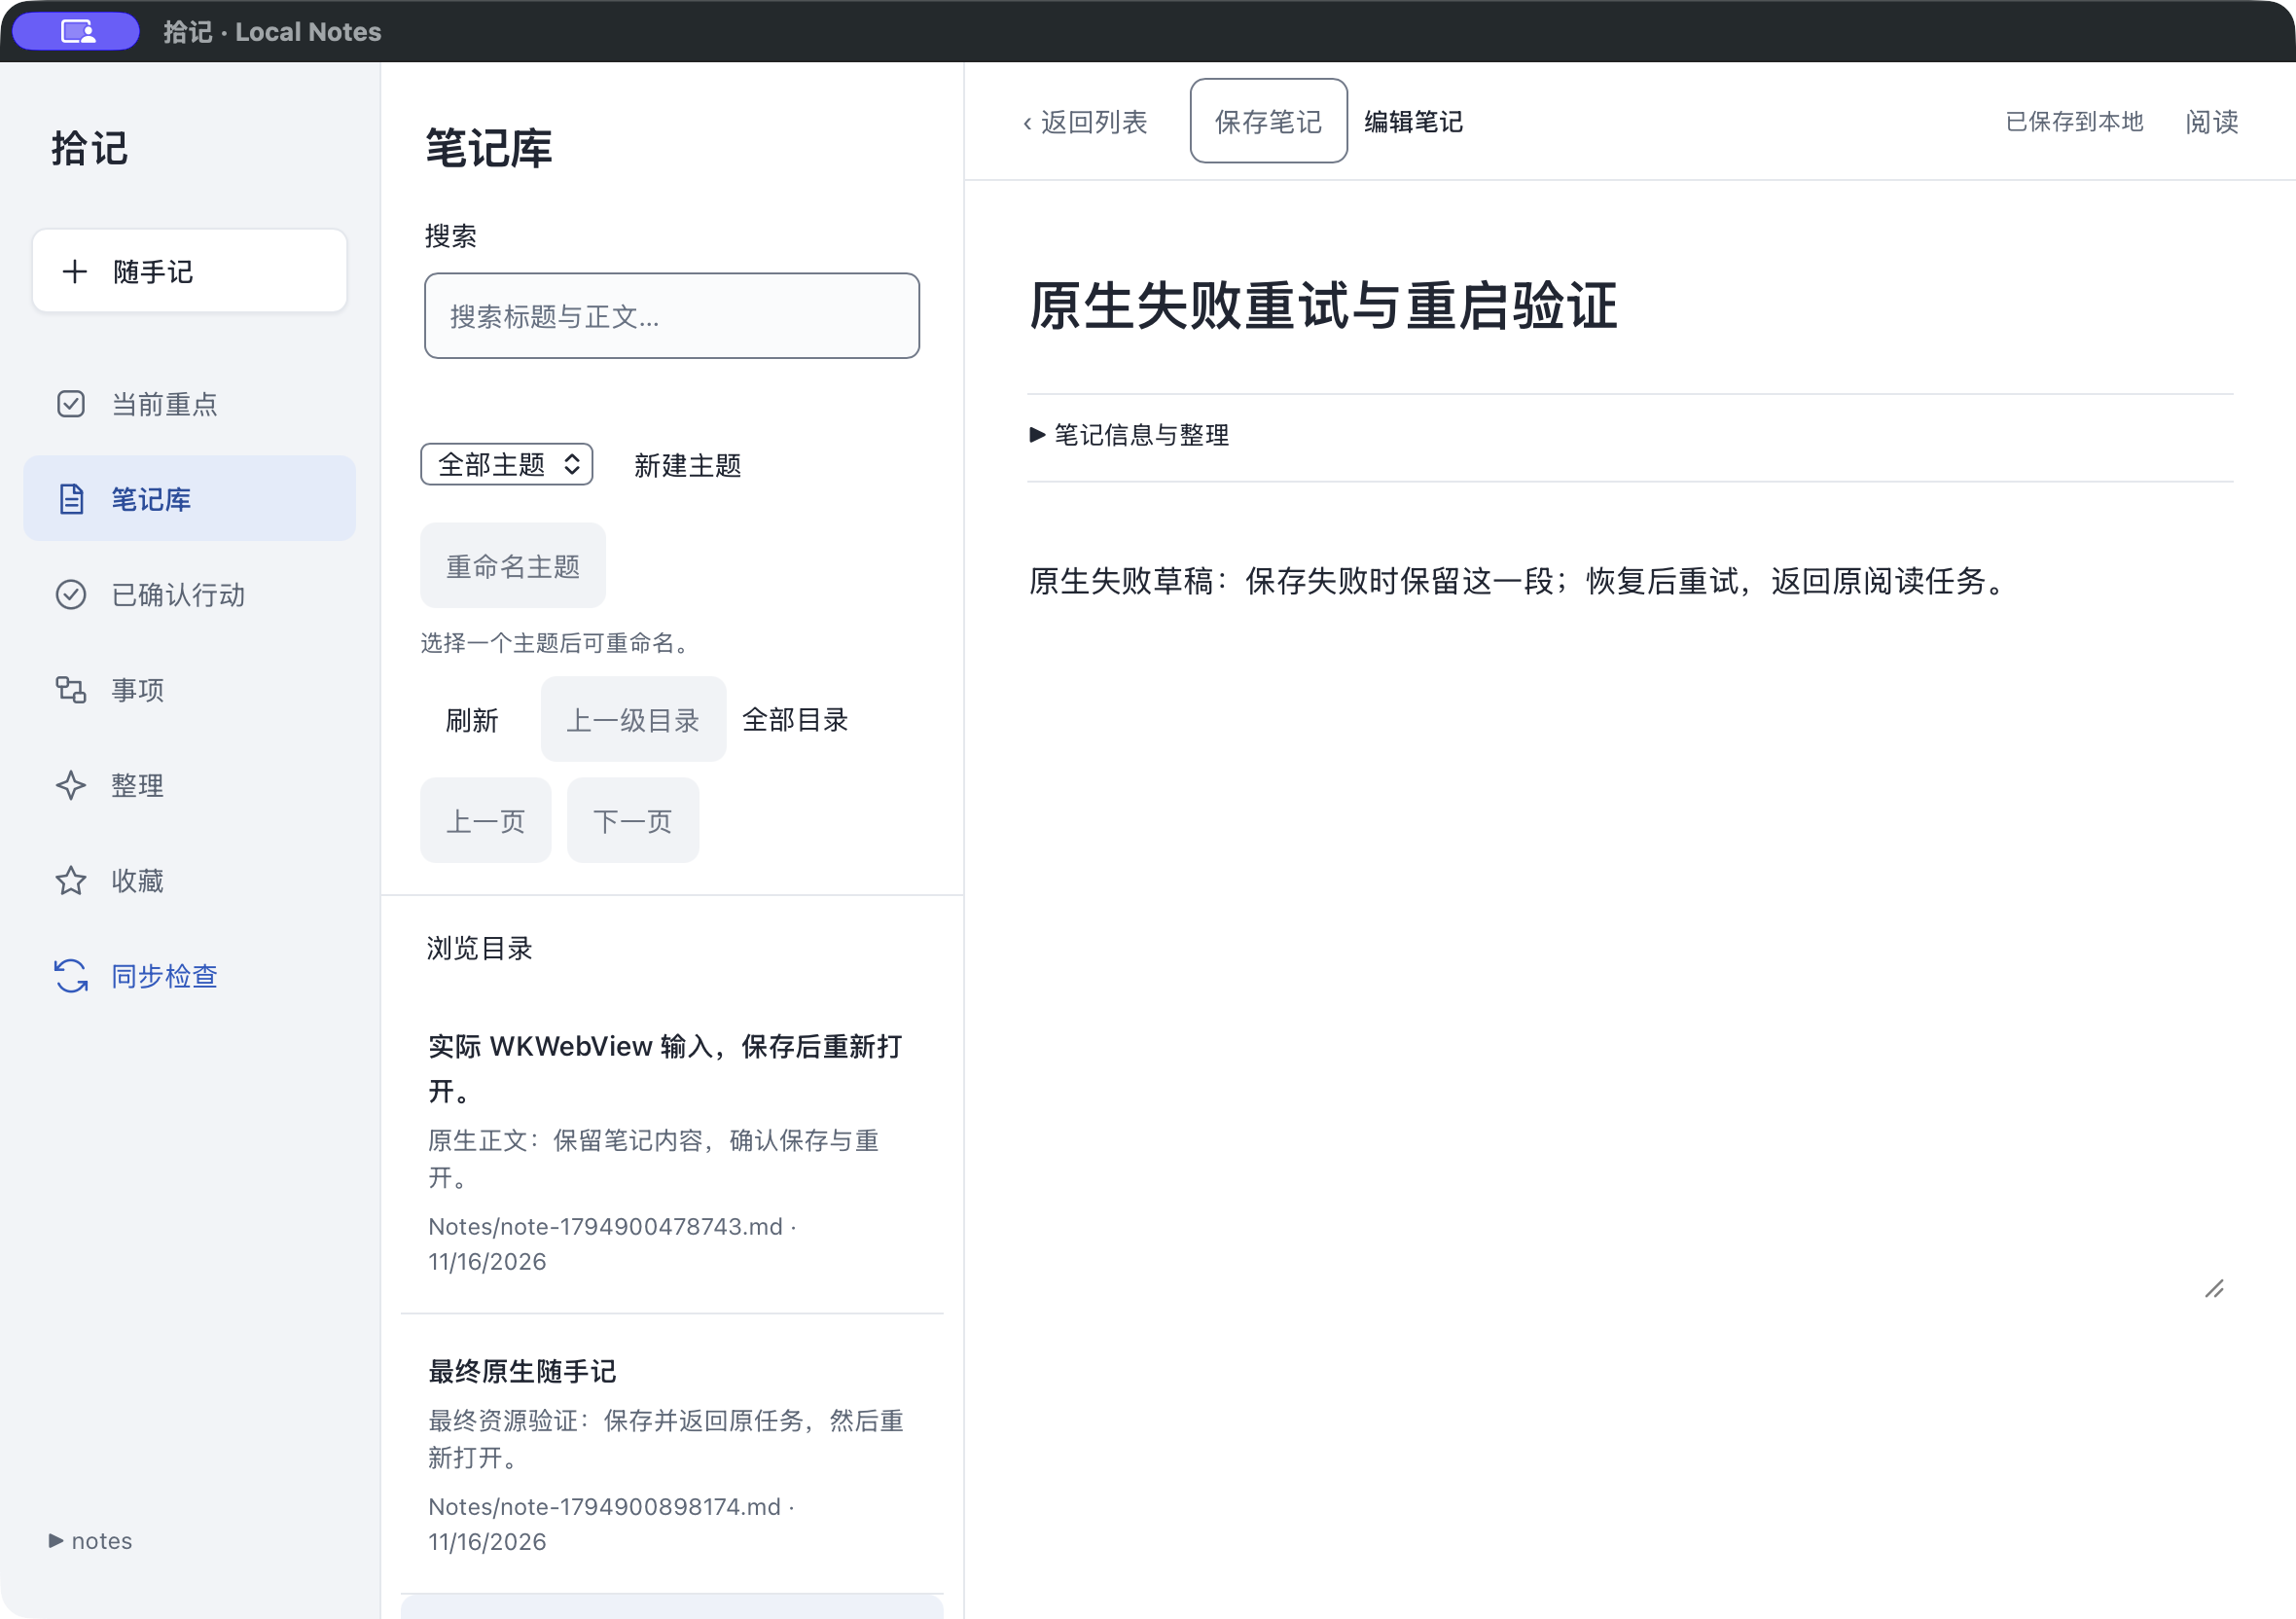 拾记 · Local Notes
拾记
随手记
当前重点
笔记库
已确认行动
事项
整理
收藏
同步检查
notes
笔记库
搜索
搜索标题与正文...
全部主题
新建主题
重命名主题
选择一个主题后可重命名。
刷新
上一级目录
全部目录
上一页
下一页
浏览目录
实际 WKWebView 输入，保存后重新打
开。
原生正文：保留笔记内容，确认保存与重
开。
Notes/note-1794900478743.md ·
11/16/2026
最终原生随手记
最终资源验证：保存并返回原任务，然后重
新打开。
Notes/note-1794900898174.md ·
11/16/2026
‹ 返回列表
保存笔记
编辑笔记
已保存到本地
阅读
原生失败重试与重启验证
笔记信息与整理
原生失败草稿：保存失败时保留这一段；恢复后重试，返回原阅读任务。